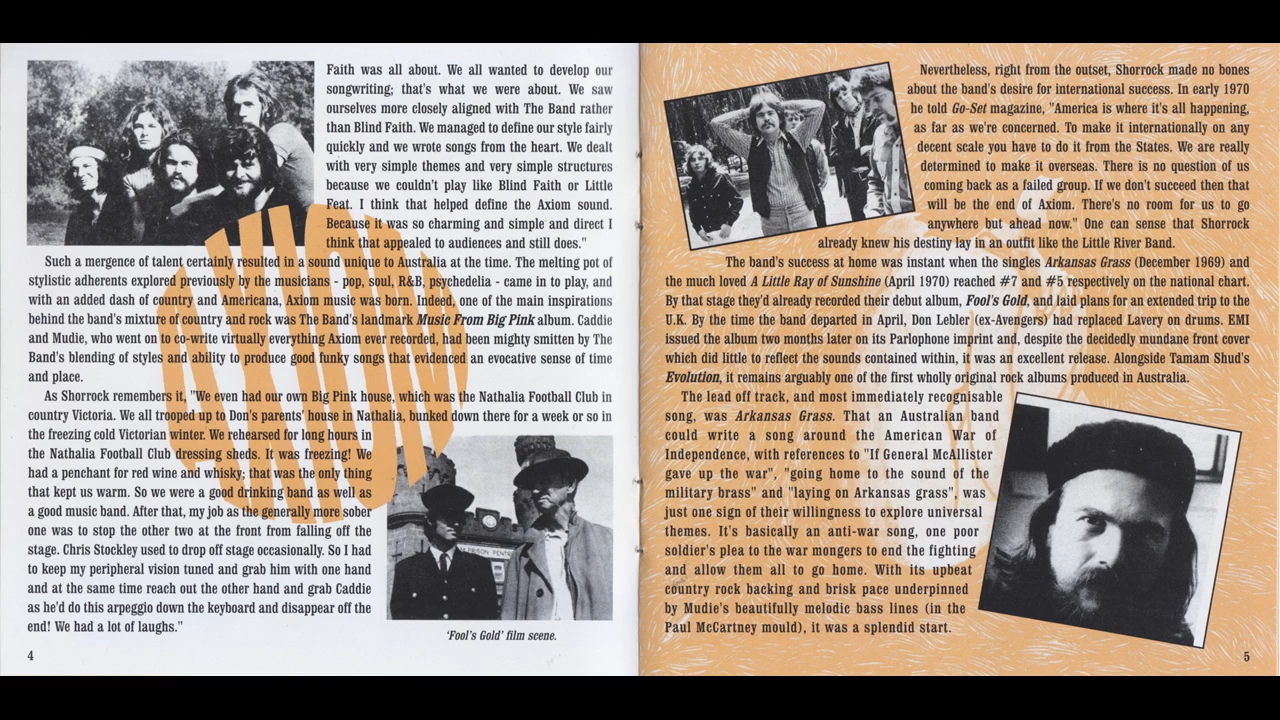 Faith was all about. We all wanted to develop our
songwriting; that's what we were about. We saw
ourselves more closely aligned with The Band rather
than Blind Faith. We managed to define our style fairly
quickly and we wrote songs from the heart. We dealt
with very simple themes and very simple structures
because we couldn't play like Blind Faith or Little
Feat. I think that helped define the Axiom sound.
Because it was so charming and simple and direct I
think that appealed to audiences and still does."
Such a mergence of talent certainly resulted in a sound unique to Australia at the time. The melting pot of
stylistic adherents explored previously by the musicians - pop, soul, R&B, psychedelia - came in to play, and
with an added dash of country and Americana, Axiom music was born. Indeed, one of the main inspirations
behind the band's mixture of country and rock was The Band's landmark Music From Big Pink album. Caddie
and Mudie, who went on to co-write virtually everything Axiom ever recorded, had been mighty smitten by The
Band's blending of styles and ability to produce good funky songs that evidenced an evocative sense of time
and place.
As Shorrock remembers it, "We even had our own Big Pink house, which was the Nathalia Football Club in
country Victoria. We all trooped up to Don's parents' house in Nathalia, bunked down there for a week or so in
the freezing cold Victorian winter. We rehearsed for long hours in
the Nathalia Football Club dressing sheds. It was freezing! We
had a penchant for red wine and whisky; that was the only thing
that kept us warm. So we were a good drinking band as well as
a good music band. After that, my job as the generally more sober
one was to stop the other two at the front from falling off the
stage. Chris Stockley used to drop off stage occasionally. So I had
to keep my peripheral vision tuned and grab him with one hand
and at the same time reach out the other hand and grab Caddie
as he'd do this arpeggio down the keyboard and disappear off the
end! We had a lot of laughs."
AXIOM
PRISON PENTR
'Fool's Gold' film scene.
4
Nevertheless, right from the outset, Shorrock made no bones
about the band's desire for international success. In early 1970
he told Go-Set magazine, "America is where it's all happening,
as far as we're concerned. To make it internationally on any
decent scale you have to do it from the States. We are really
determined to make it overseas. There is no question of us
coming back as a failed group. If we don't succeed then that
will be the end of Axiom. There's no room for us to go
anywhere but ahead now." One can sense that Shorrock
already knew his destiny lay in an outfit like the Little River Band.
The band's success at home was instant when the singles Arkansas Grass (December 1969) and
the much loved A Little Ray of Sunshine (April 1970) reached #7 and #5 respectively on the national chart.
By that stage they'd already recorded their debut album, Fool's Gold, and laid plans for an extended trip to the
U.K. By the time the band departed in April, Don Lebler (ex-Avengers) had replaced Lavery on drums. EMI
issued the album two months later on its Parlophone imprint and, despite the decidedly mundane front cover
which did little to reflect the sounds contained within, it was an excellent release. Alongside Tamam Shud's
Evolution, it remains arguably one of the first wholly original rock albums produced in Australia.
The lead off track, and most immediately recognisable
song, was Arkansas Grass. That an Australian band
could write a song around the American War of
Independence, with references to "If General McAllister
gave up the war", "going home to the sound of the
military brass" and "laying on Arkansas grass", was
just one sign of their willingness to explore universal
themes. It's basically an anti-war song, one poor
soldier's plea to the war mongers to end the fighting
and allow them all to go home. With its upbeat
country rock backing and brisk pace underpinned
by Mudie's beautifully melodic bass lines (in the
Paul McCartney mould), it was a splendid start.
5